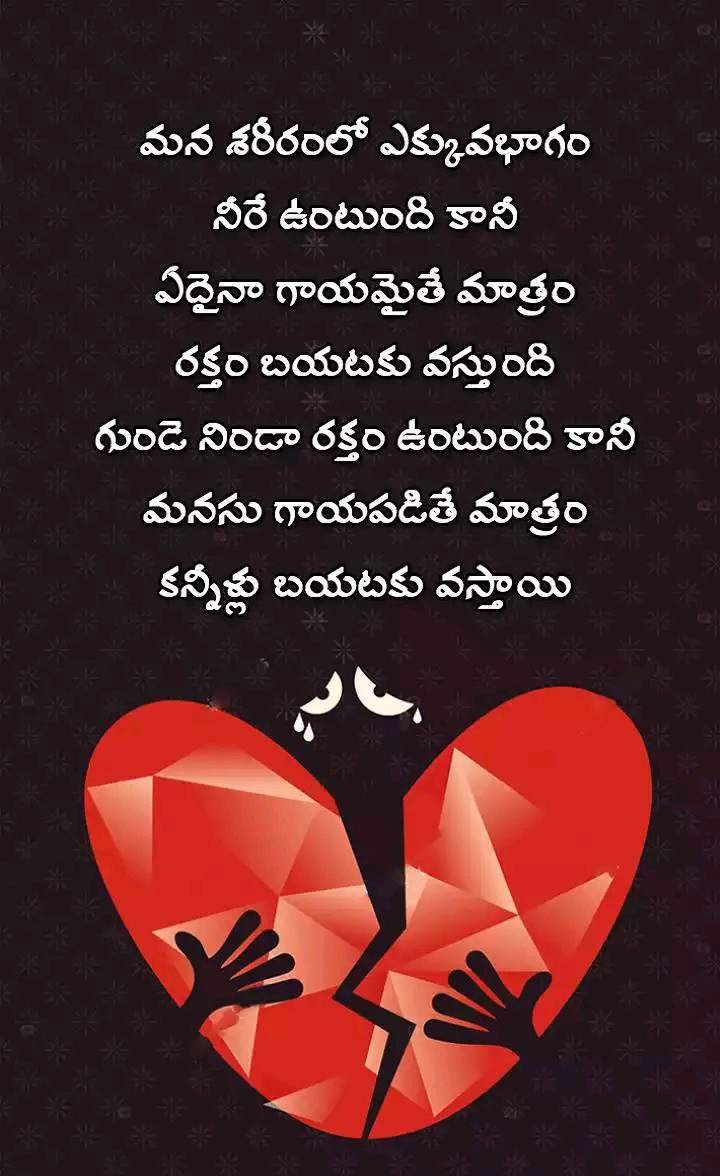 మన శరీరంలో ఎక్కువభాగం
నీరే ఉంటుంది కానీ
ఏదైనా గాయమైతే మాత్రం
రక్తం బయటకు వస్తుంది
గుండె నిండా రక్తం ఉంటుంది కానీ
మనసు గాయపడితే మాత్రం
కన్నీళ్లు బయటకు వస్తాయి